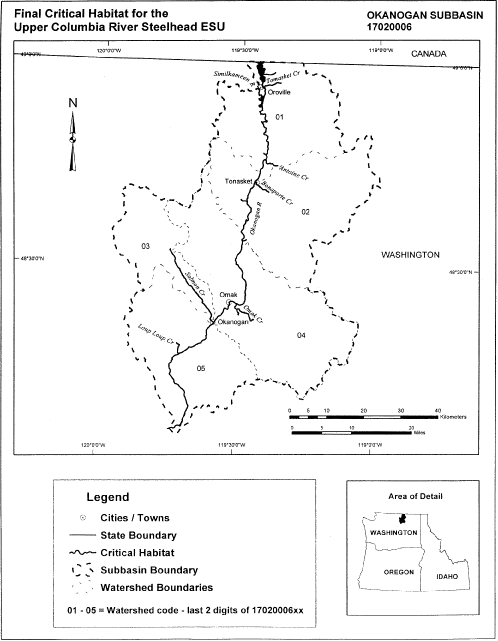 Final Critical Habitat for the
Upper Columbia River Steelhead ESU
OKANOGAN SUBBASIN
17020006
120°0'0"W
119°30'0"W
119°0'0"W
CANADA
49°0'0"N
49°0'0"N
Similkameen R
Tonasket Cr
Oroville
01
N
Antoine Cr
Tonasket
Bonaparte Cr
02
Okanogan R
03
WASHINGTON
48°30'0"N
48°30'0"N
Salmon Cr
Omak
Omak Cr
Okanogan
Loup Loup Cr
04
05
0 5 10 20 30 40
Kilometers
0 5 10 20
Miles
120°0'0"W
119°30'0"W
119°0'0"W
Legend
Cities / Towns
State Boundary
Critical Habitat
Subbasin Boundary
Watershed Boundaries
01 - 05 = Watershed code - last 2 digits of 17020006xx
Area of Detail
WASHINGTON
OREGON
IDAHO